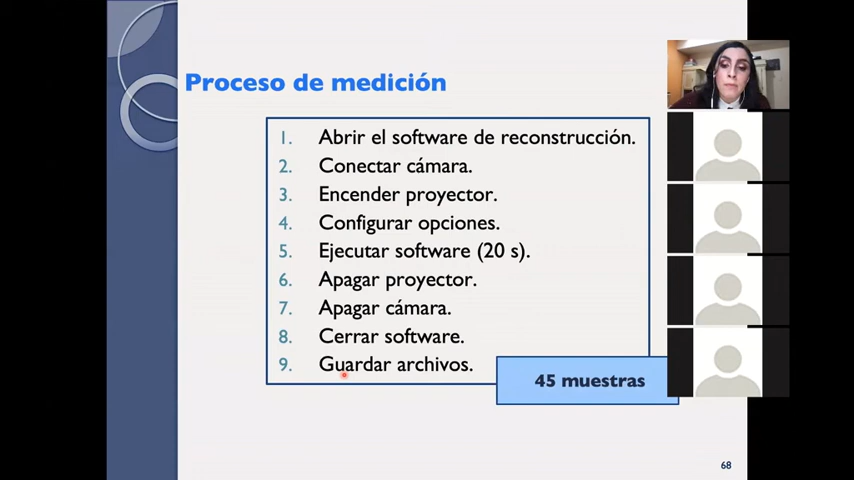 Proceso de medición
1. Abrir el software de reconstrucción.
2. Conectar cámara.
3. Encender proyector.
4. Configurar opciones.
5. Ejecutar software (20 s).
6. Apagar proyector.
7. Apagar cámara.
8. Cerrar software.
9. Guardar archivos.
45 muestras
68